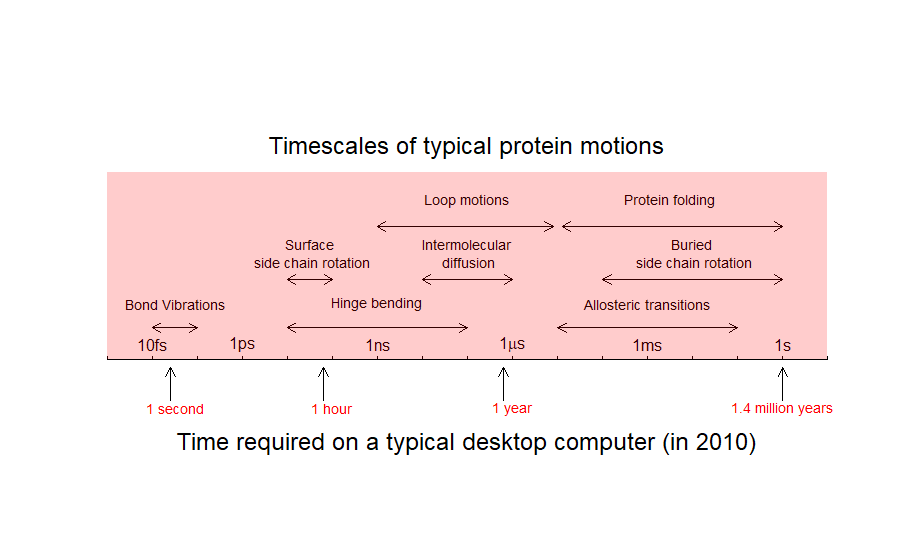 Timescales of typical protein motions
Loop motions
Protein folding
Surface
side chain rotation
Intermolecular
diffusion
Buried
side chain rotation
Bond Vibrations
Hinge bending
Allosteric transitions
10fs
1ps
1ns
1μs
1ms
1s
1 second
1 hour
1 year
1.4 million years
Time required on a typical desktop computer (in 2010)